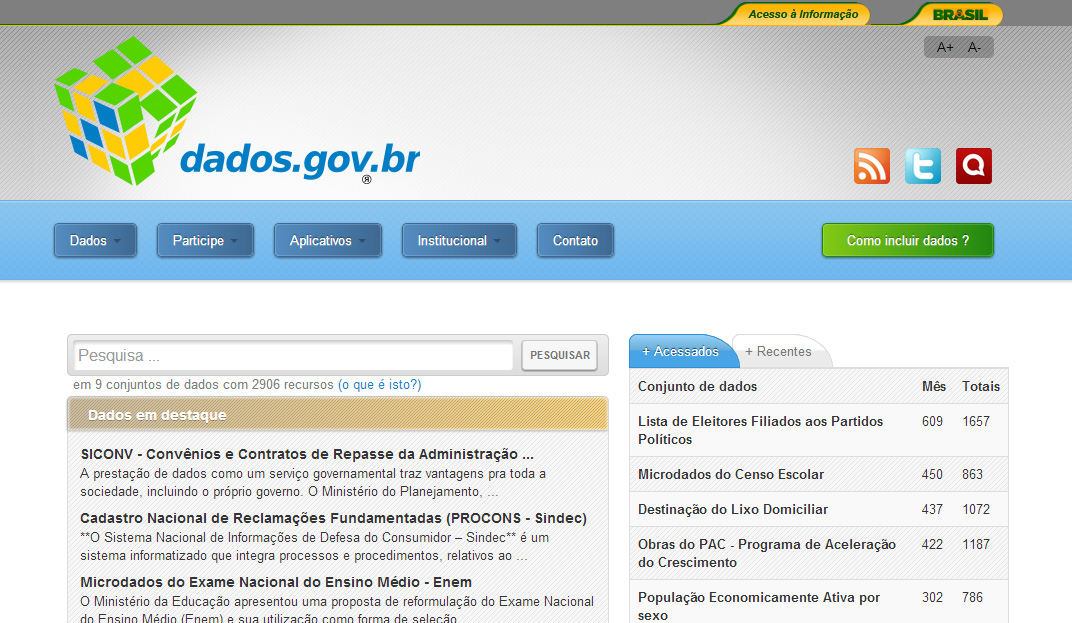 Acesso à Informação
BRASIL
A+ A-
dados.gov.br
®
Dados
Participe
Aplicativos
Institucional
Contato
Como incluir dados ?
Pesquisa ...
PESQUISAR
em 9 conjuntos de dados com 2906 recursos (o que é isto?)
Dados em destaque
SICONV - Convênios e Contratos de Repasse da Administração ...
A prestação de dados como um serviço governamental traz vantagens pra toda a
sociedade, incluindo o próprio governo. O Ministério do Planejamento, ...
Cadastro Nacional de Reclamações Fundamentadas (PROCONS - Sindec)
**O Sistema Nacional de Informações de Defesa do Consumidor – Sindec** é um
sistema informatizado que integra processos e procedimentos, relativos ao ...
Microdados do Exame Nacional do Ensino Médio - Enem
O Ministério da Educação apresentou uma proposta de reformulação do Exame Nacional
do Ensino Médio (Enem) e sua utilização como forma de seleção
+ Acessados
+ Recentes
Conjunto de dados Mês Totais
Lista de Eleitores Filiados aos Partidos 609 1657
Políticos
Microdados do Censo Escolar 450 863
Destinação do Lixo Domiciliar 437 1072
Obras do PAC - Programa de Aceleração 422 1187
do Crescimento
População Economicamente Ativa por 302 786
sexo